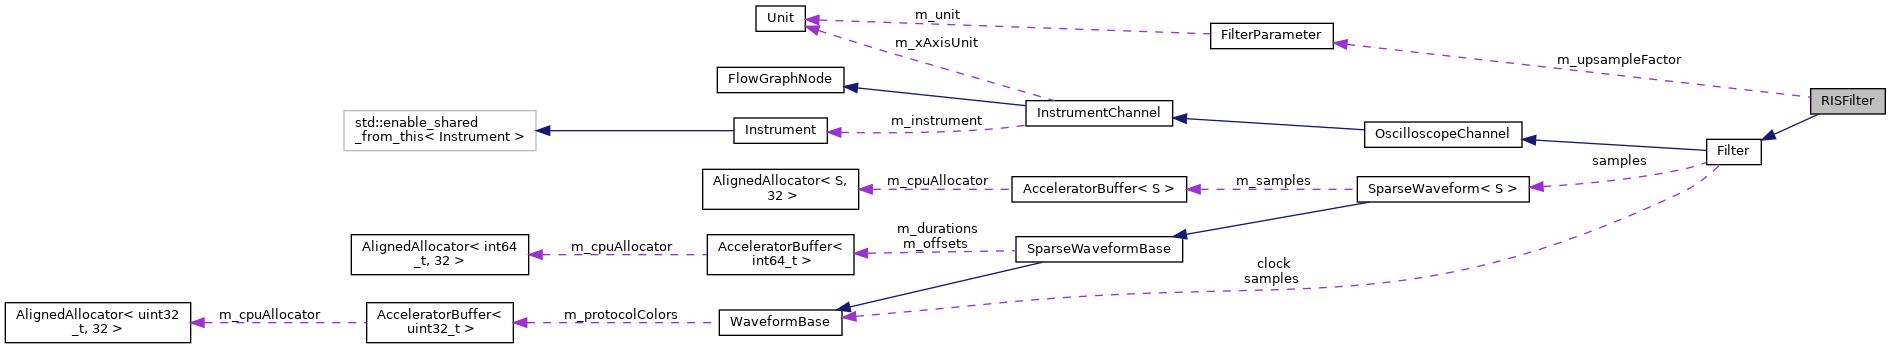 Unit
m_unit
FilterParameter
m_xAxisUnit
m_upsampleFactor
FlowGraphNode
RISFilter
InstrumentChannel
std::enable_shared
_from_this< Instrument >
Instrument
m_instrument
OscilloscopeChannel
Filter
samples
AlignedAllocator< S,
32 >
m_cpuAllocator
AcceleratorBuffer< S >
m_samples
SparseWaveform< S >
m_durations
m_offsets
AlignedAllocator< int64
_t, 32 >
m_cpuAllocator
AcceleratorBuffer<
int64_t >
SparseWaveformBase
clock
samples
AlignedAllocator< uint32
_t, 32 >
m_cpuAllocator
AcceleratorBuffer<
uint32_t >
m_protocolColors
WaveformBase